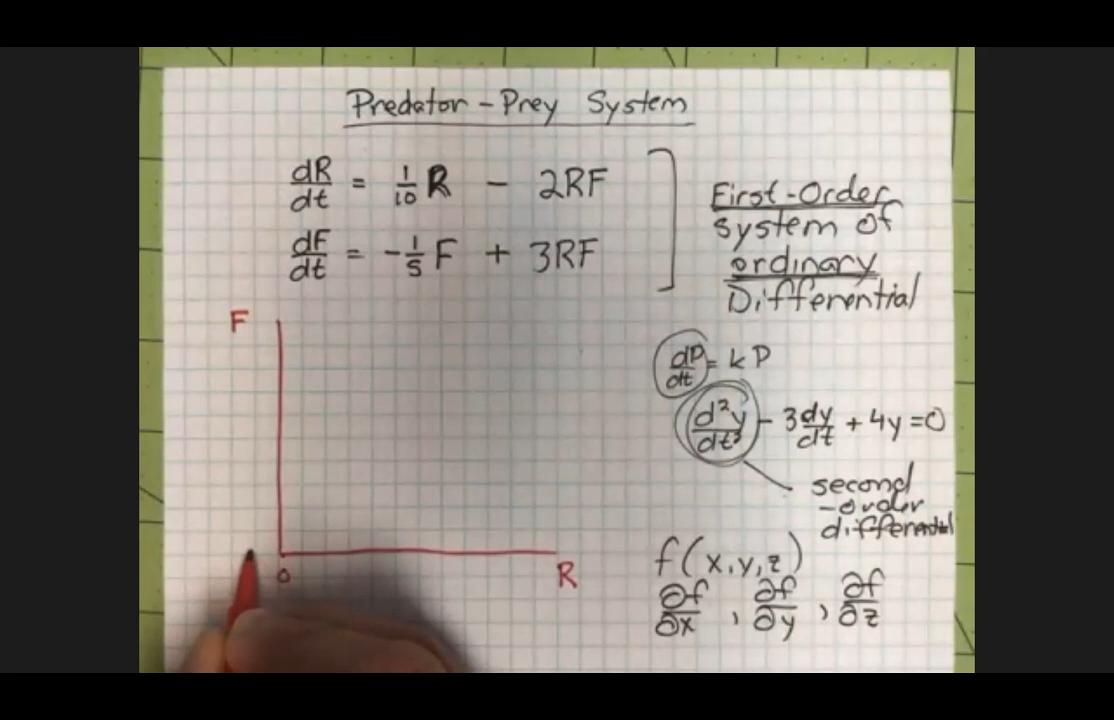 Predator-Prey System
dR/dt = 1/10 R - 2RF
dF/dt = -1/5 F + 3RF
First-Order
system of
ordinary
Differential
dP/dt = kP
d²y/dt² - 3 dy/dt + 4y = 0
second
-order
differential
f(x,y,z)
∂f/∂x, ∂f/∂y, ∂f/∂z
F
0
R